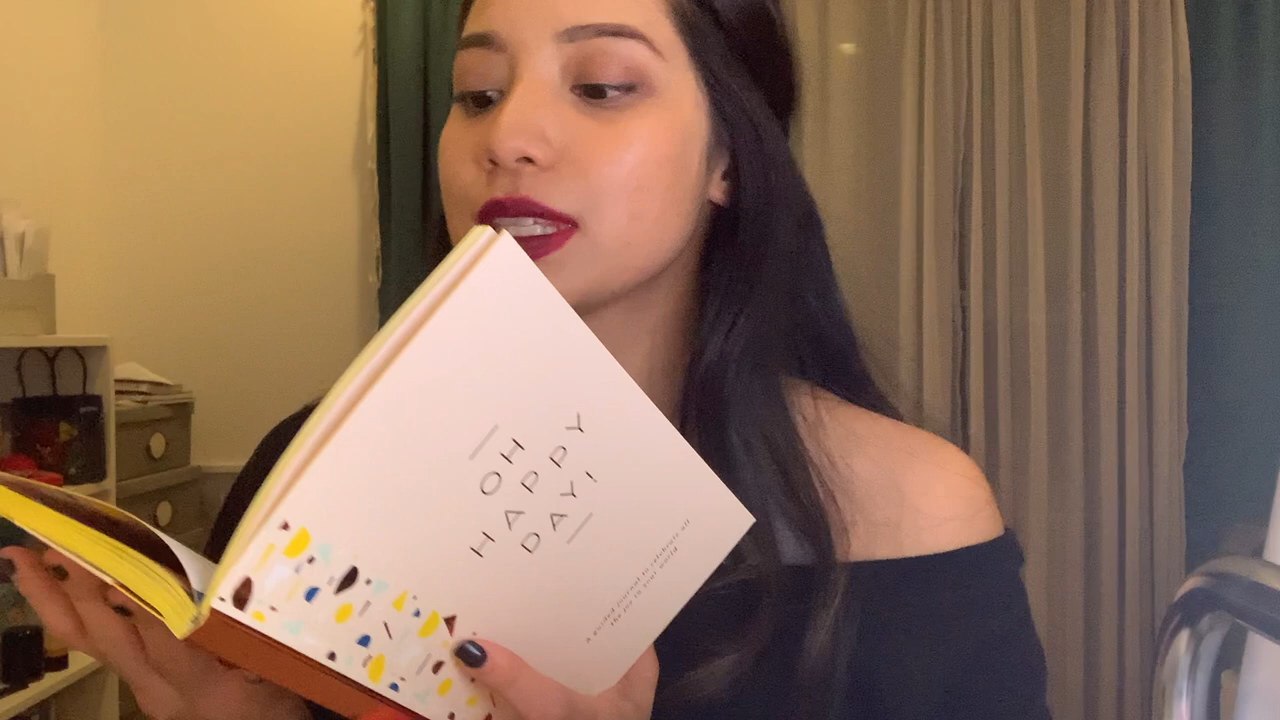 OH
HAPPY
DAY!
A guided journal to celebrate all
the joy in your world